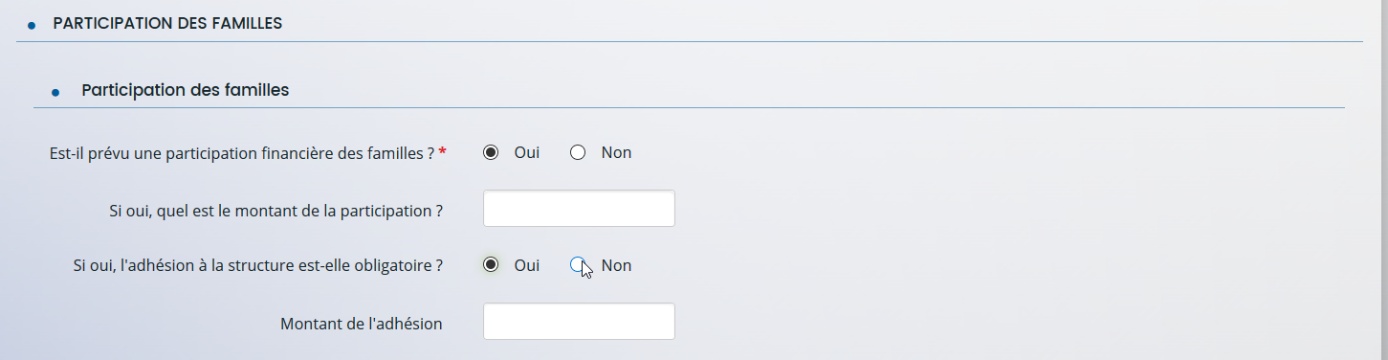 PARTICIPATION DES FAMILLES
Participation des familles
Est-il prévu une participation financière des familles ? * Oui Non
Si oui, quel est le montant de la participation ?
Si oui, l'adhésion à la structure est-elle obligatoire ? Oui Non
Montant de l'adhésion